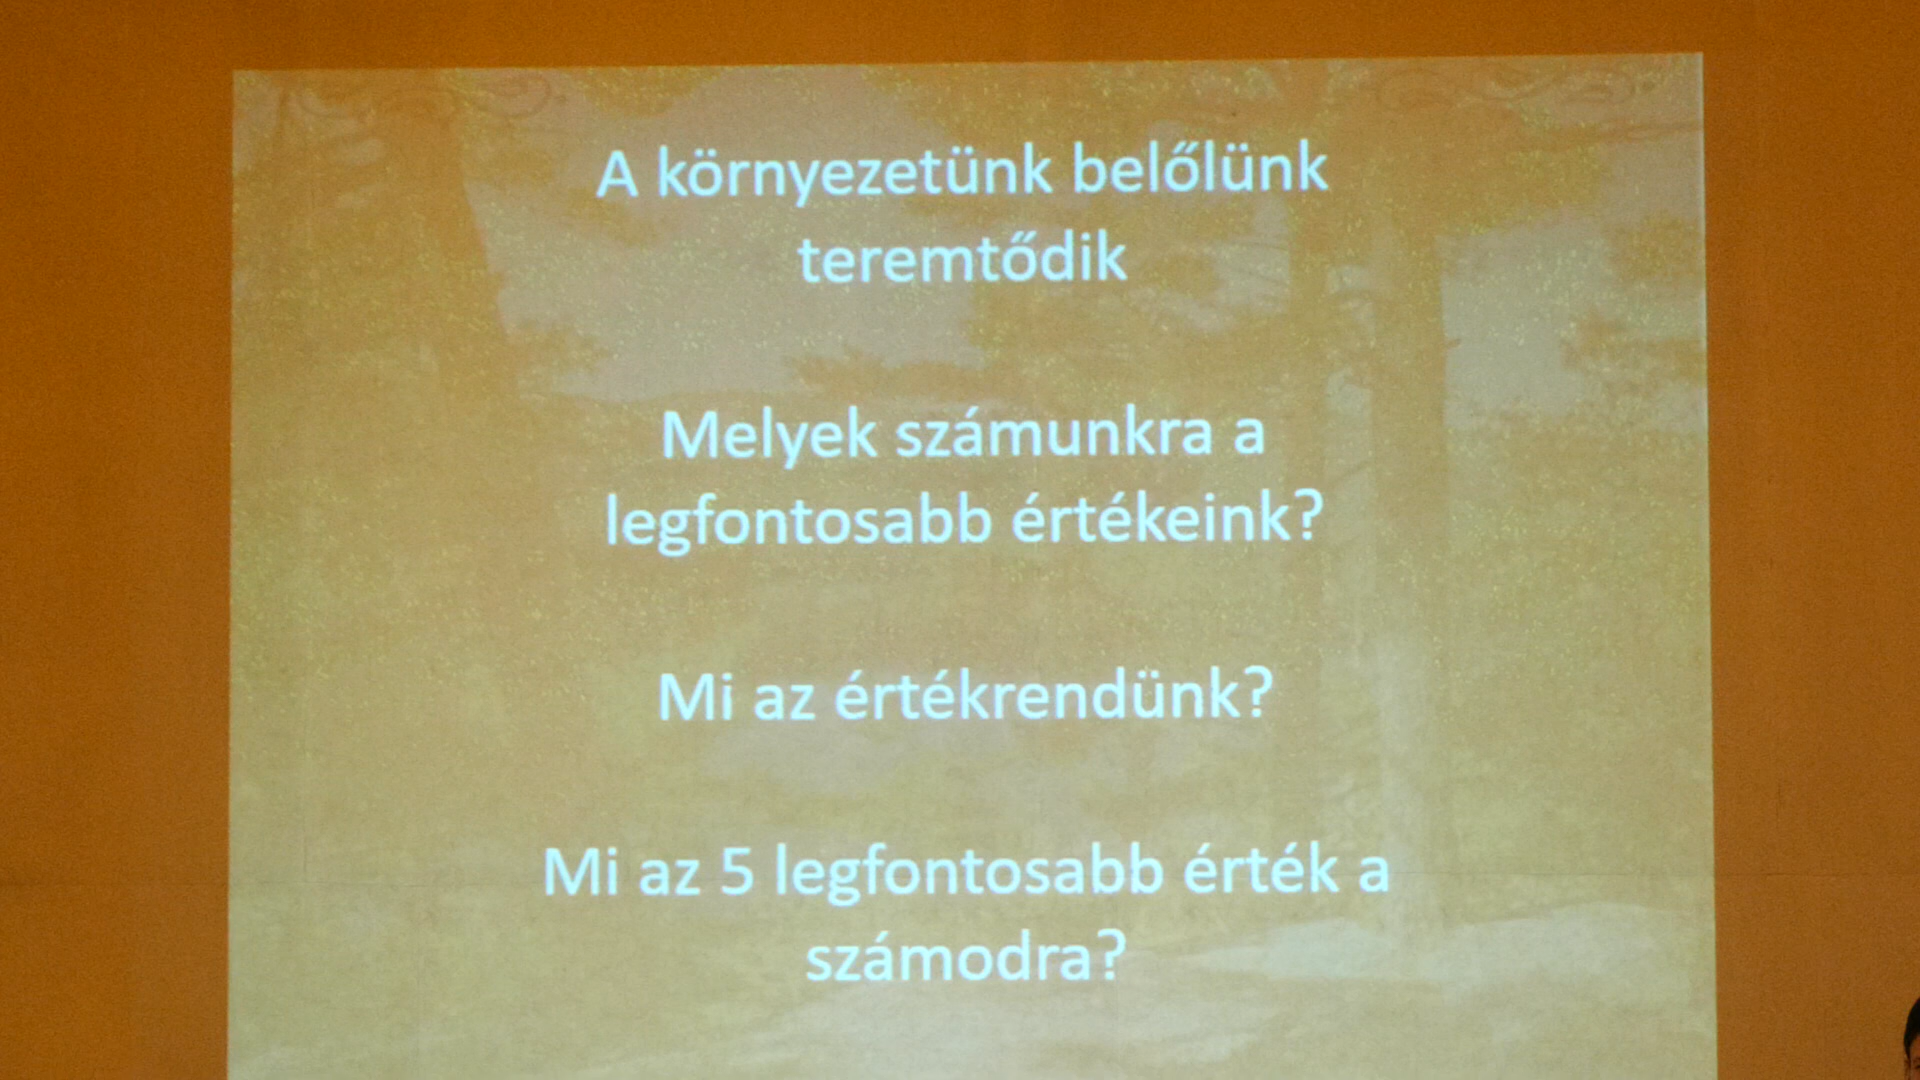 A környezetünk belőlünk
teremtődik
Melyek számunkra a
legfontosabb értékeink?
Mi az értékrendünk?
Mi az 5 legfontosabb érték a
számodra?